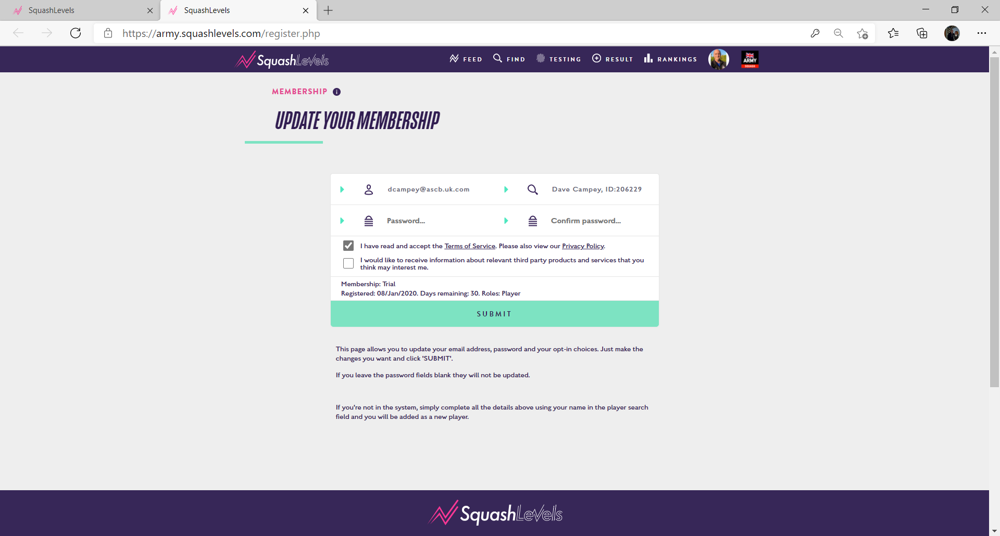 SquashLevels
SquashLevels
https://army.squashlevels.com/register.php
SquashLevels
FEED
FIND
TESTING
RESULT
RANKINGS
ARMY
SQUASH
MEMBERSHIP
UPDATE YOUR MEMBERSHIP
dcampey@ascb.uk.com
Dave Campey, ID:206229
Password...
Confirm password...
I have read and accept the Terms of Service. Please also view our Privacy Policy.
I would like to receive information about relevant third party products and services that you
think may interest me.
Membership: Trial
Registered: 08/Jan/2020. Days remaining: 30. Roles: Player
SUBMIT
This page allows you to update your email address, password and your opt-in choices. Just make the
changes you want and click 'SUBMIT'.
If you leave the password fields blank they will not be updated.
If you're not in the system, simply complete all the details above using your name in the player search
field and you will be added as a new player.
SquashLevels